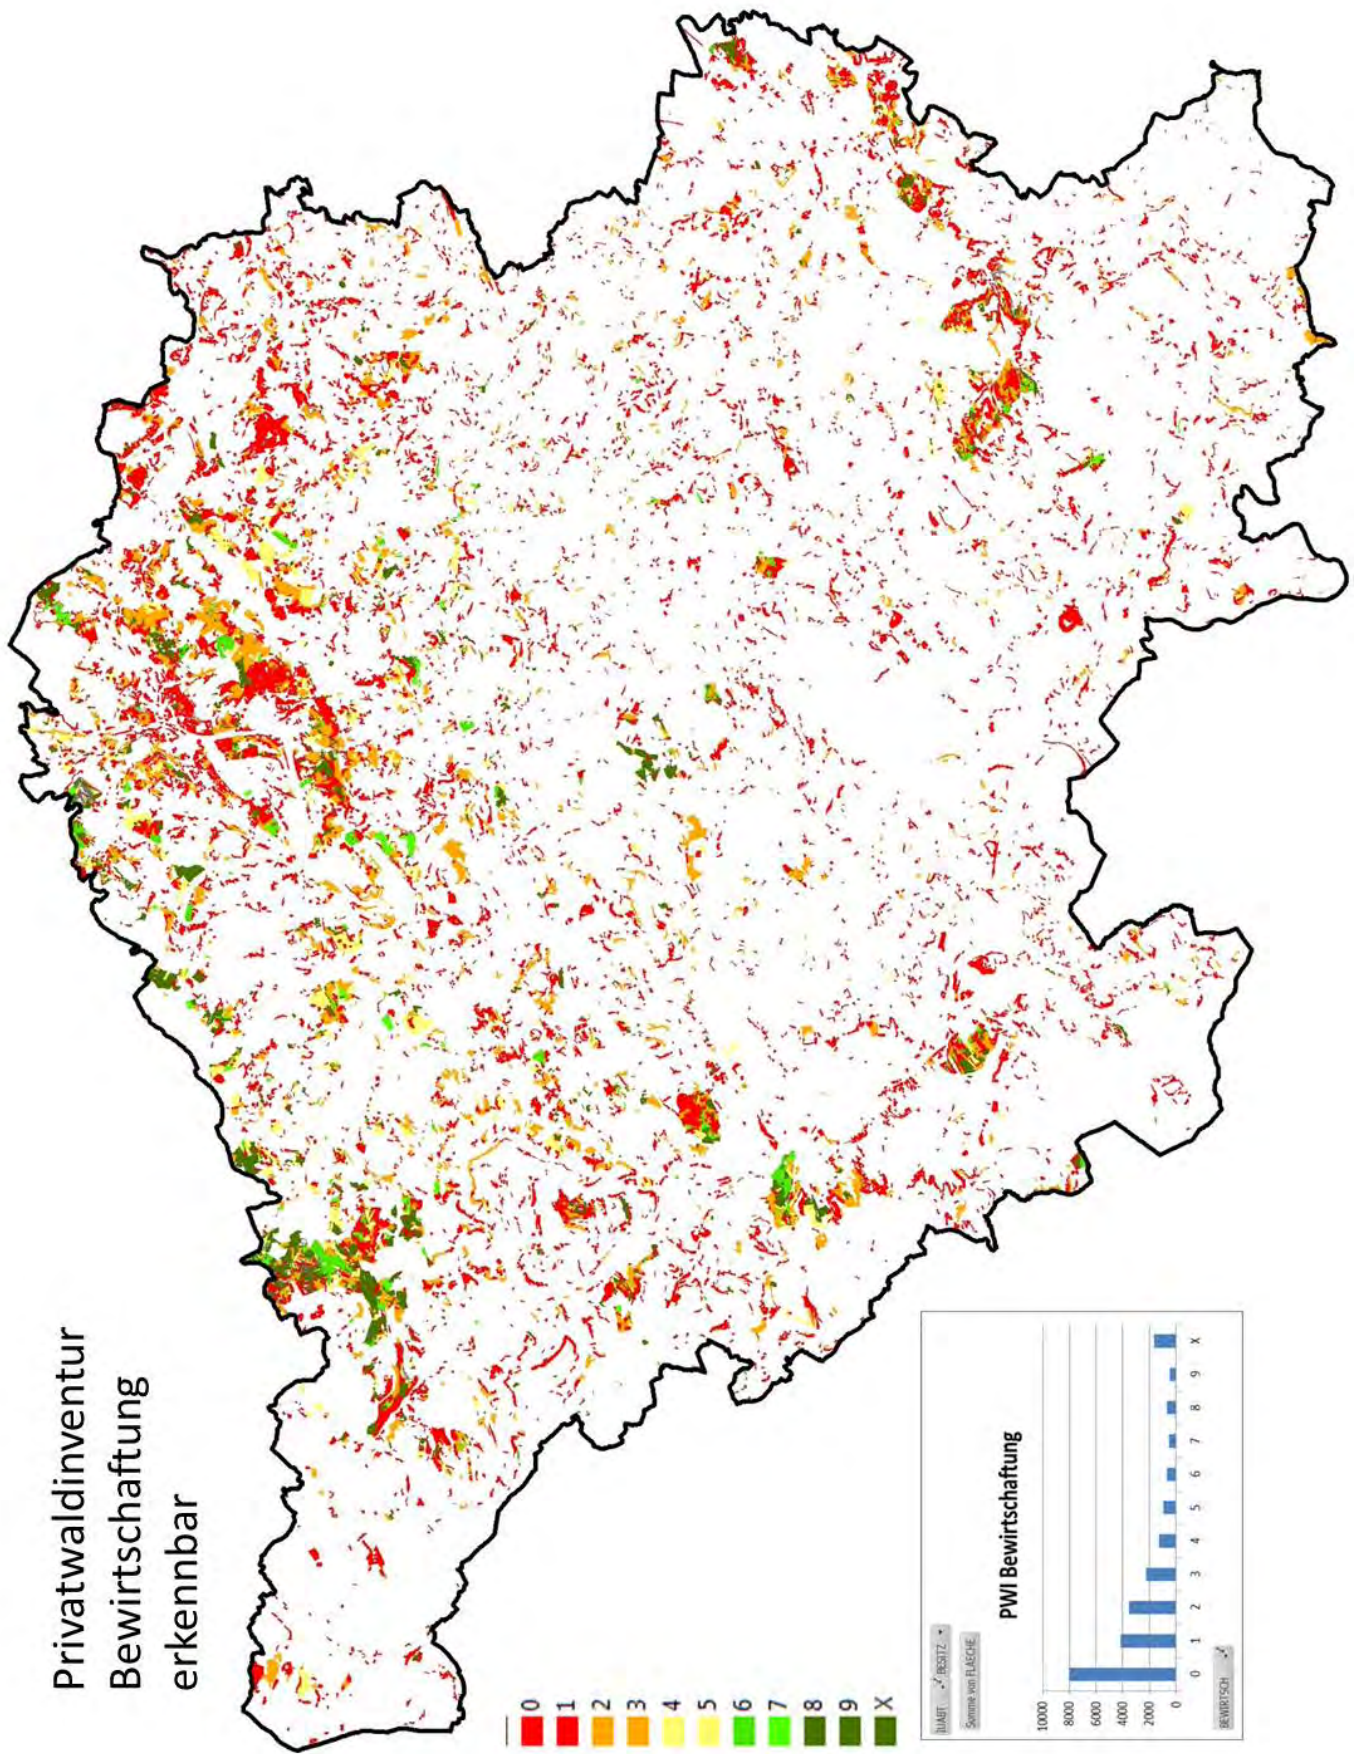 Privatwaldinventur
Bewirtschaftung
erkennbar
0
1
2
3
4
5
6
7
8
9
X
BESITZ
Summe von FLAECHE
PWI Bewirtschaftung
10000
8000
6000
4000
2000
0
0 1 2 3 4 5 6 7 8 9 X
BEWIRTSCH